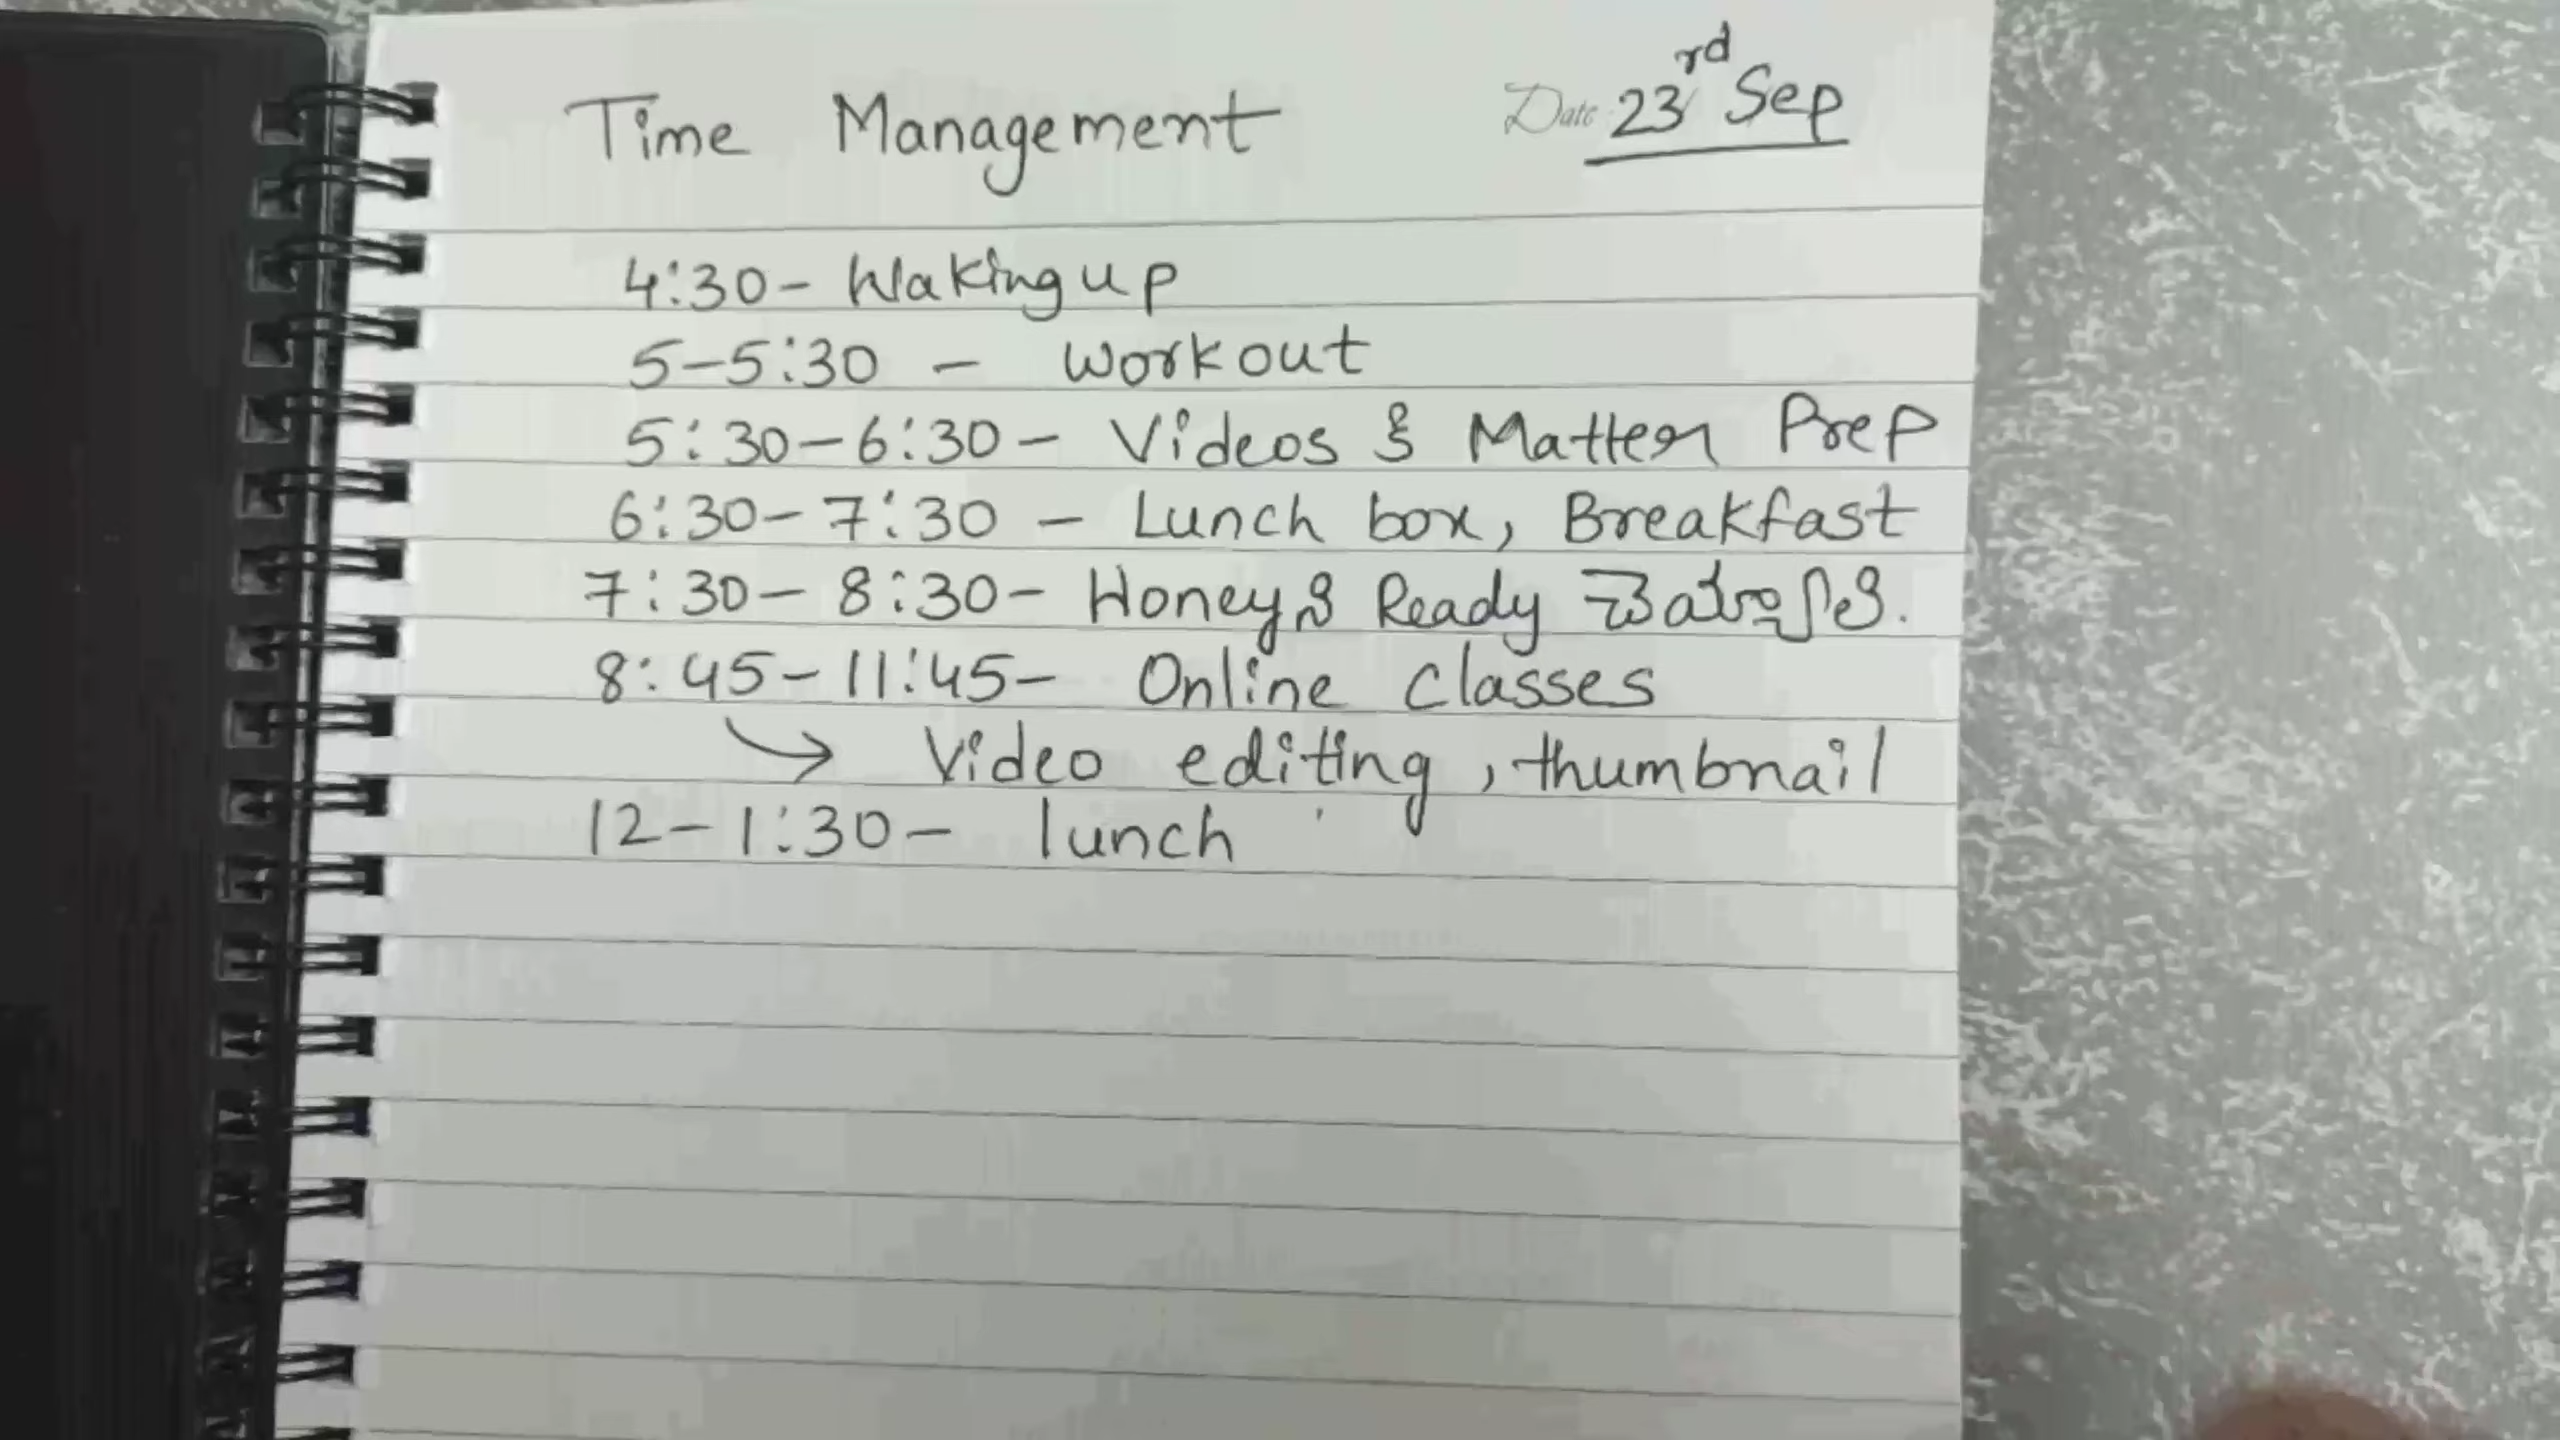 Time Management
Date 23rd Sep
4:30- Waking up
5-5:30 - Workout
5:30-6:30- Videos & Matter Prep
6:30-7:30 - Lunch box, Breakfast
7:30-8:30- Honeyని Ready
8:45-11:45- Online classes
→ Video editing, thumbnail
12-1:30- lunch